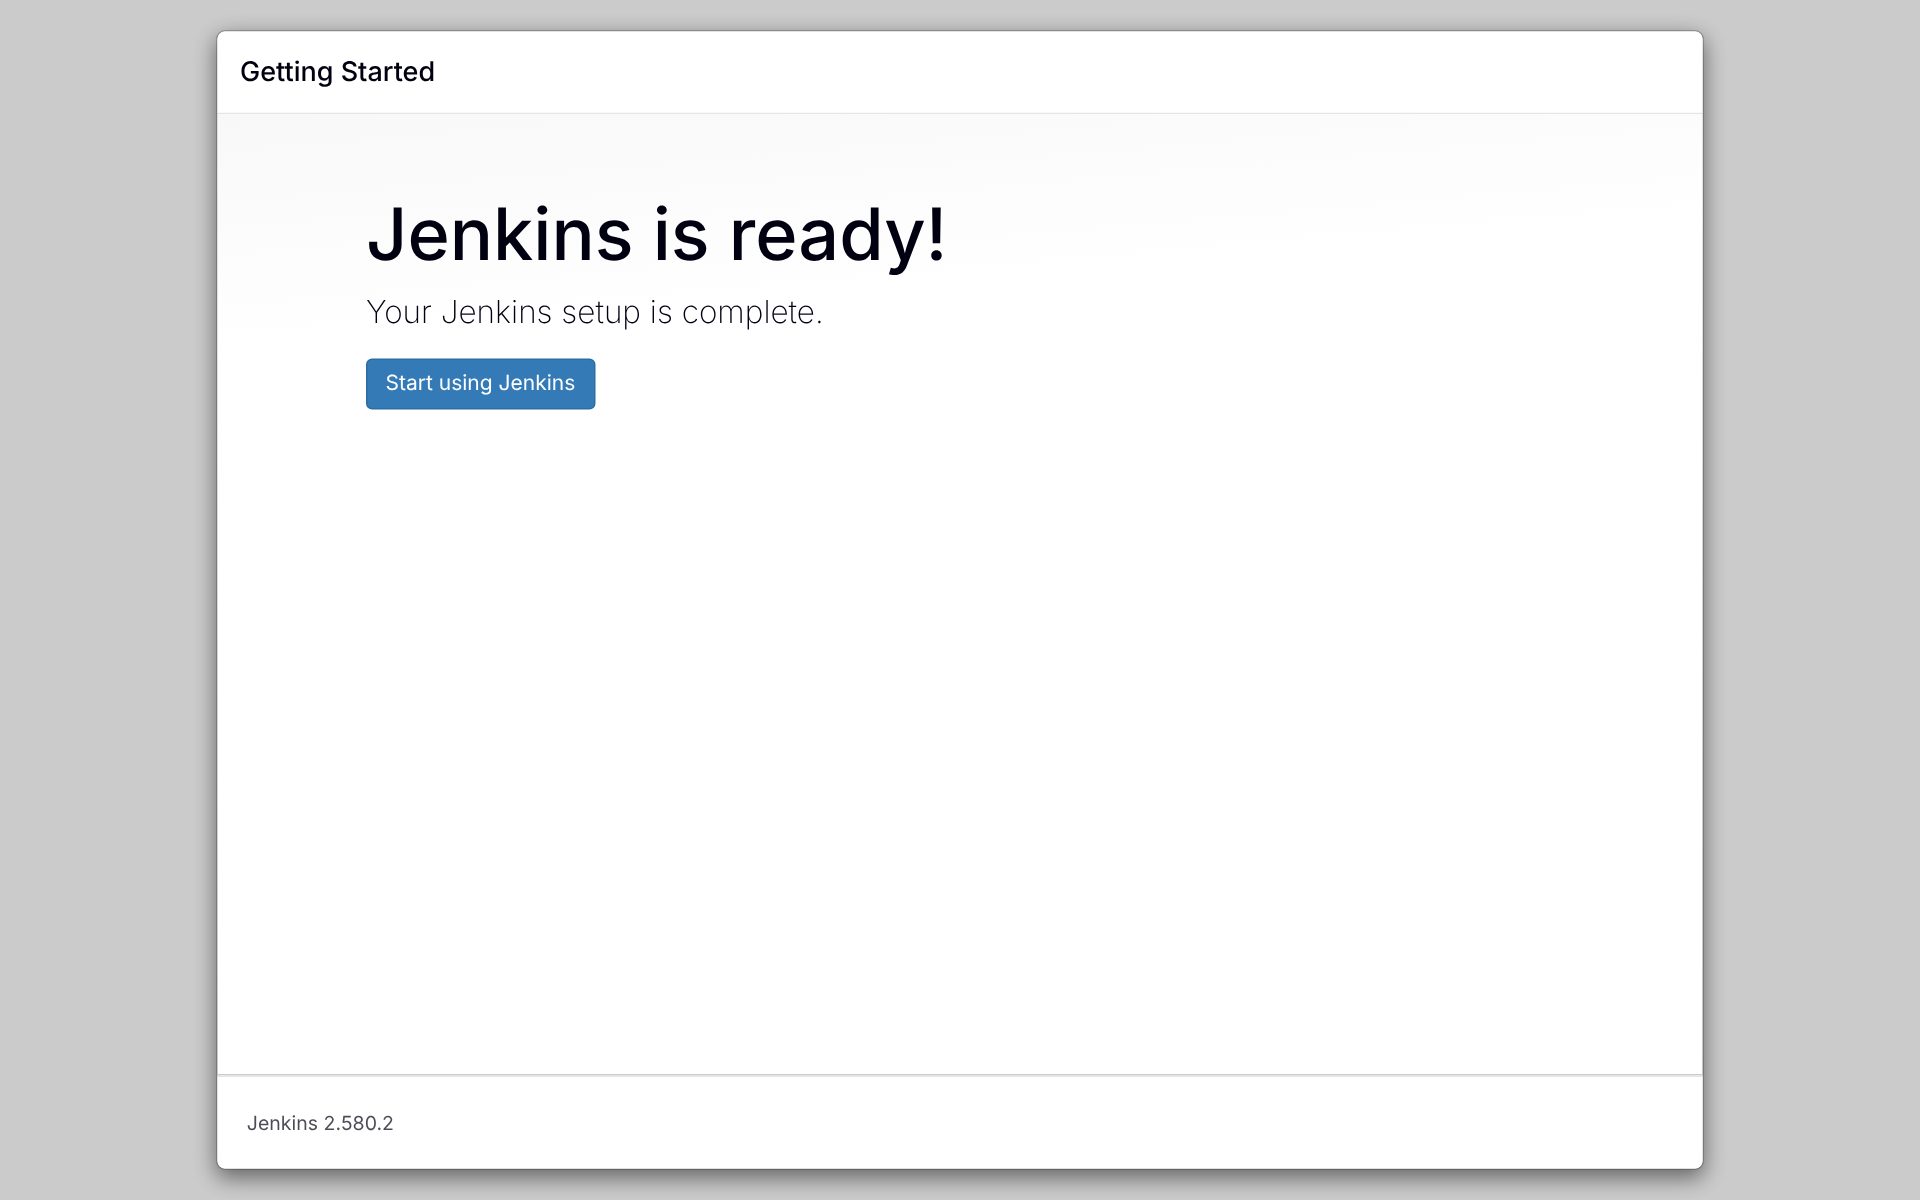 Getting Started
Jenkins is ready!
Your Jenkins setup is complete.
Start using Jenkins
Jenkins 2.580.2